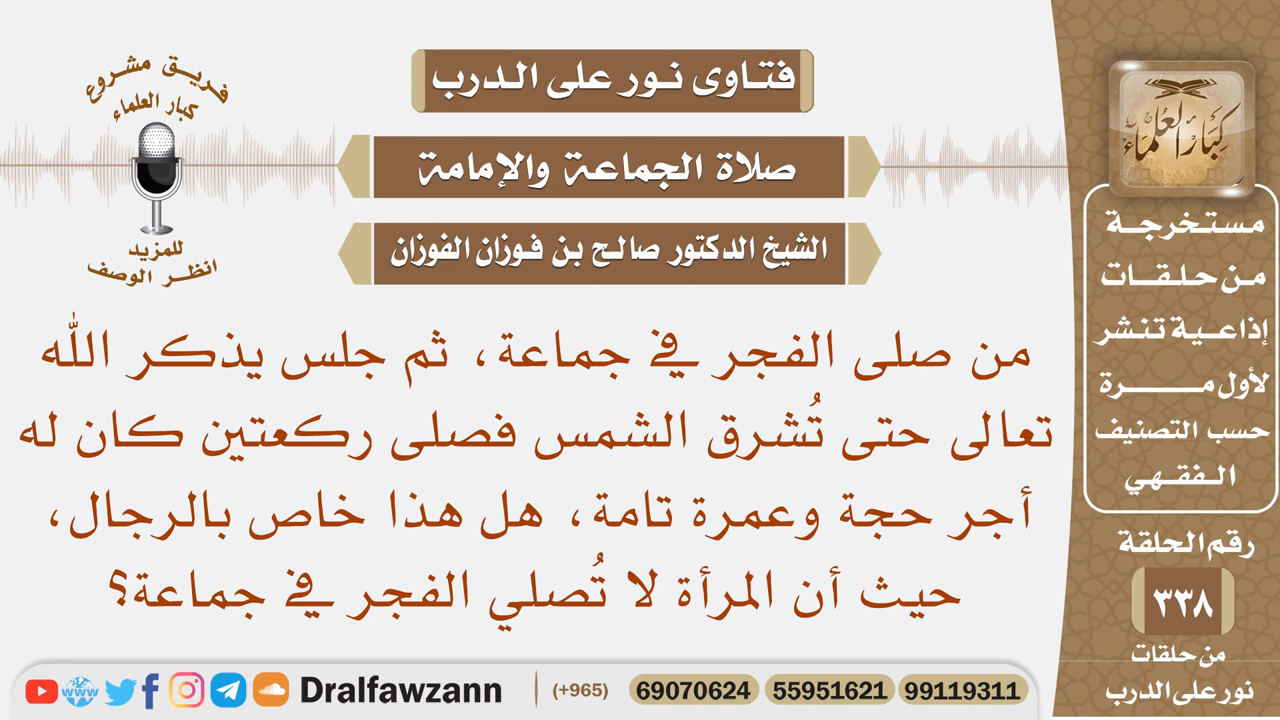 فتاوى نور على الدرب
صلاة الجماعة والإمامة
الشيخ الدكتور صالح بن فوزان الفوزان
فريق مشروع
كبار العلماء
للمزيد
انظر الوصف
من صلى الفجر في جماعة، ثم جلس يذكر الله
تعالى حتى تُشرق الشمس فصلى ركعتين كان له
أجر حجة وعمرة تامة، هل هذا خاص بالرجال،
حيث أن المرأة لا تُصلي الفجر في جماعة؟
كِبَارُ العُلَمَاءِ
مستخرجة
من حلقات
إذاعية تنشر
لأول مرة
حسب التصنيف
الفقهي
رقم الحلقة
٣٣٨
من حلقات
نور على الدرب
www Dralfawzann (+965) 69070624 55951621 99119311